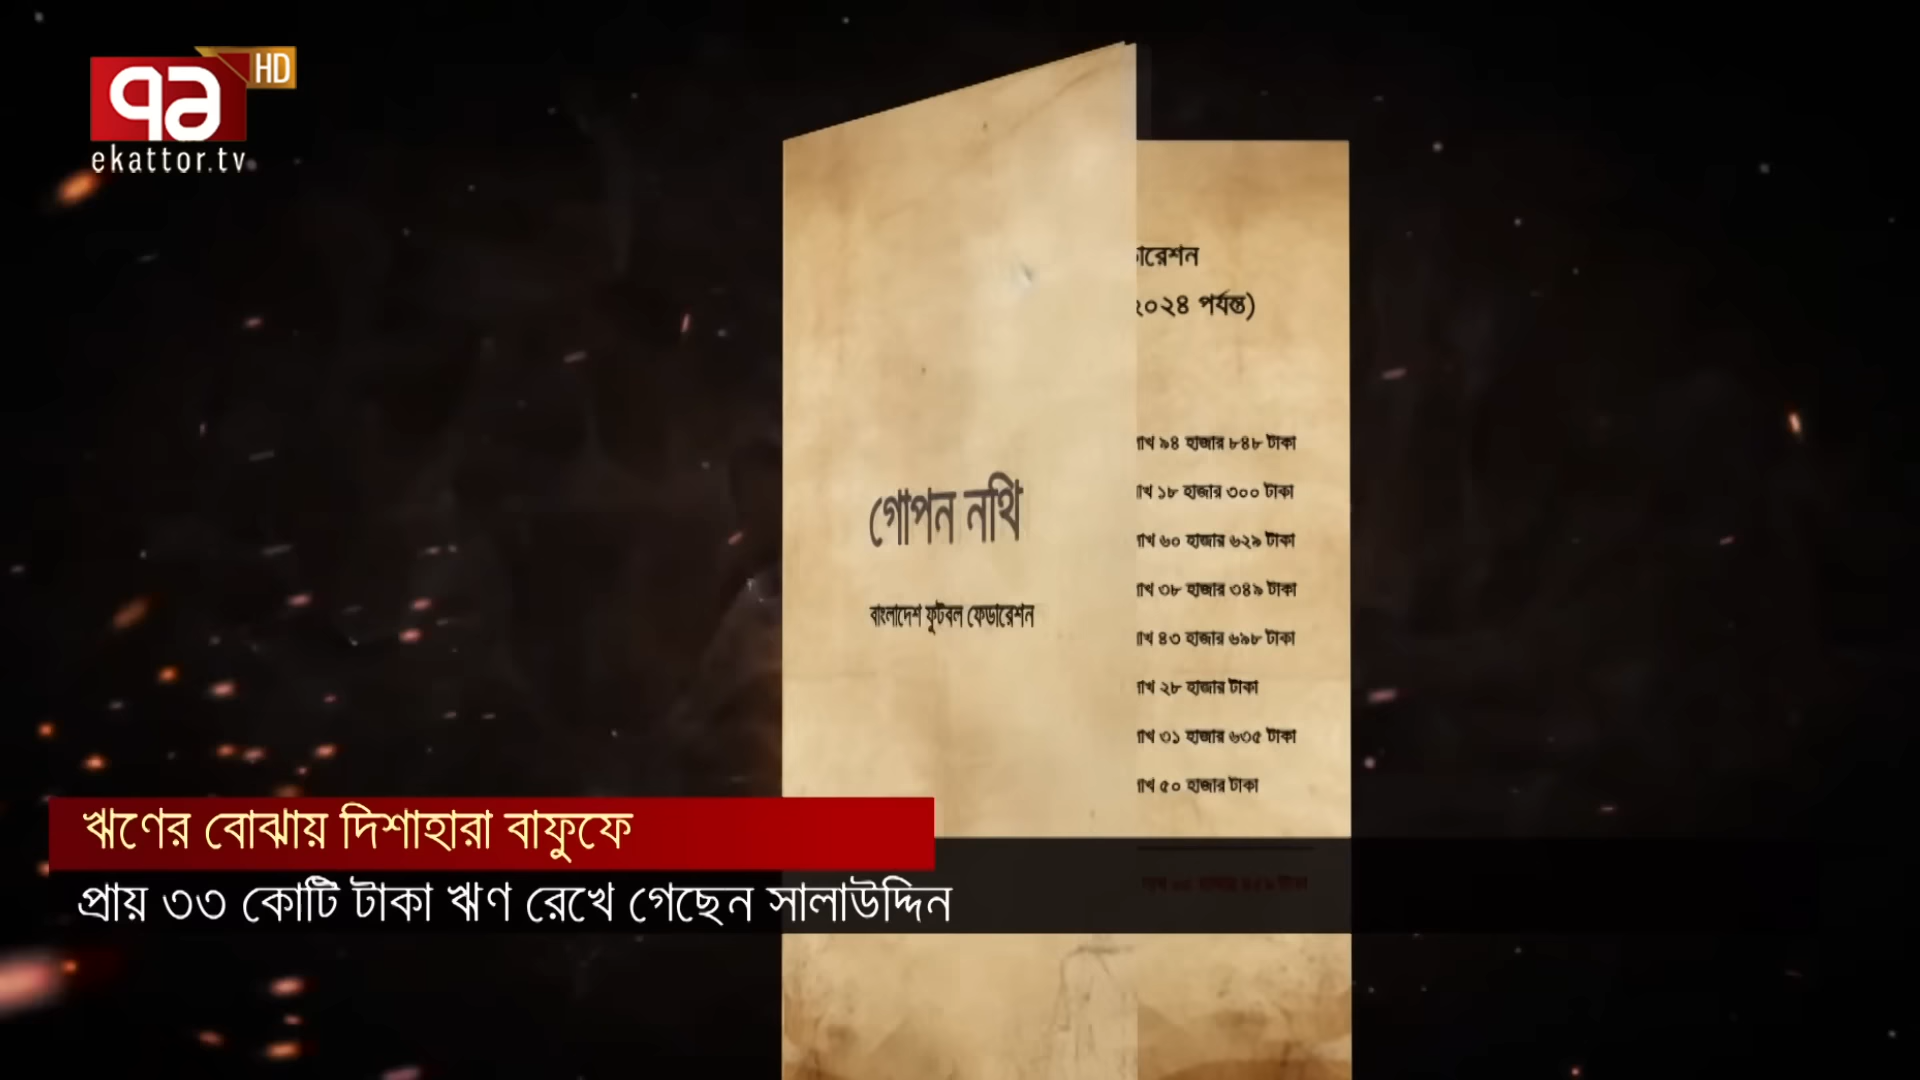 HD
৭১
ekattor.tv
২০২৪ পর্যন্ত)
৯৪ হাজার ৮৪৮ টাকা
১৮ হাজার ৩০০ টাকা
৬০ হাজার ৬২৯ টাকা
৩৮ হাজার ৩৪৯ টাকা
৪৩ হাজার ৬৯৮ টাকা
২৮ হাজার টাকা
৩১ হাজার ৬৩৫ টাকা
৫০ হাজার টাকা
গোপন নথি
বাংলাদেশ ফুটবল ফেডারেশন
ঋণের বোঝায় দিশাহারা বাফুফে
প্রায় ৩৩ কোটি টাকা ঋণ রেখে গেছেন সালাউদ্দিন